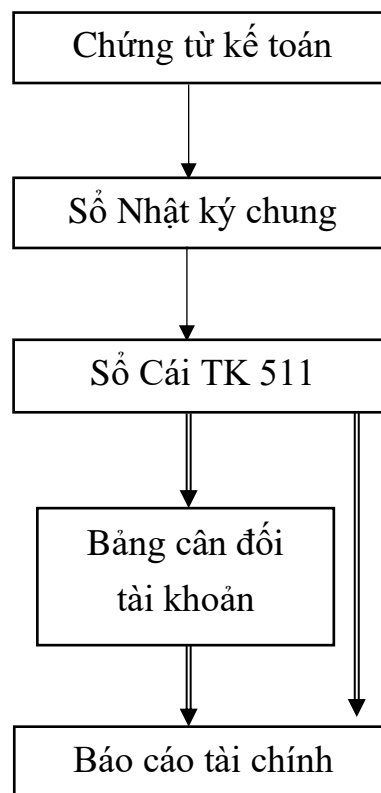 Chứng từ kế toán
Sổ Nhật ký chung
Sổ Cái TK 511
Bảng cân đối
tài khoản
Báo cáo tài chính